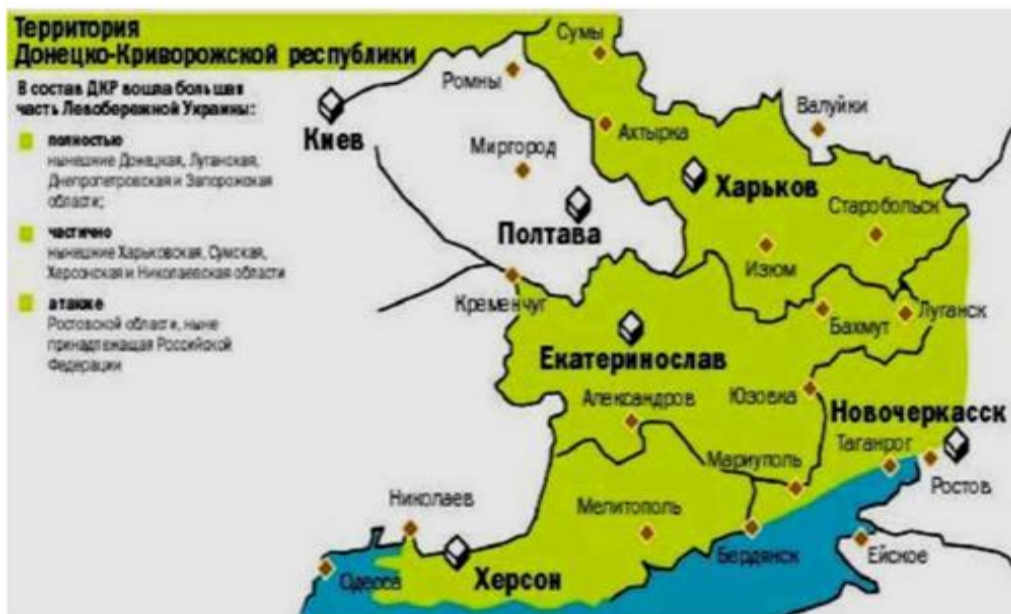 Территория
Донецко-Криворожской республики
В состав ДКР вошла большая
часть Левобережной Украины:
полностью
нынешние Донецкая, Луганская,
Днепропетровская и Запорожская
области;
частично
нынешние Харьковская, Сумская,
Херсонская и Николаевская области
а также
Ростовской области, ныне
принадлежащая Российской
Федерации
Сумы
Ромны
Киев
Валуйки
Ахтырка
Миргород
Харьков
Старобольск
Полтава
Изюм
Кременчуг
Бахмут
Луганск
Екатеринослав
Александров
Юзовка
Новочеркасск
Таганрог
Мариуполь
Ростов
Николаев
Мелитополь
Бердянск
Ейское
Одесса
Херсон